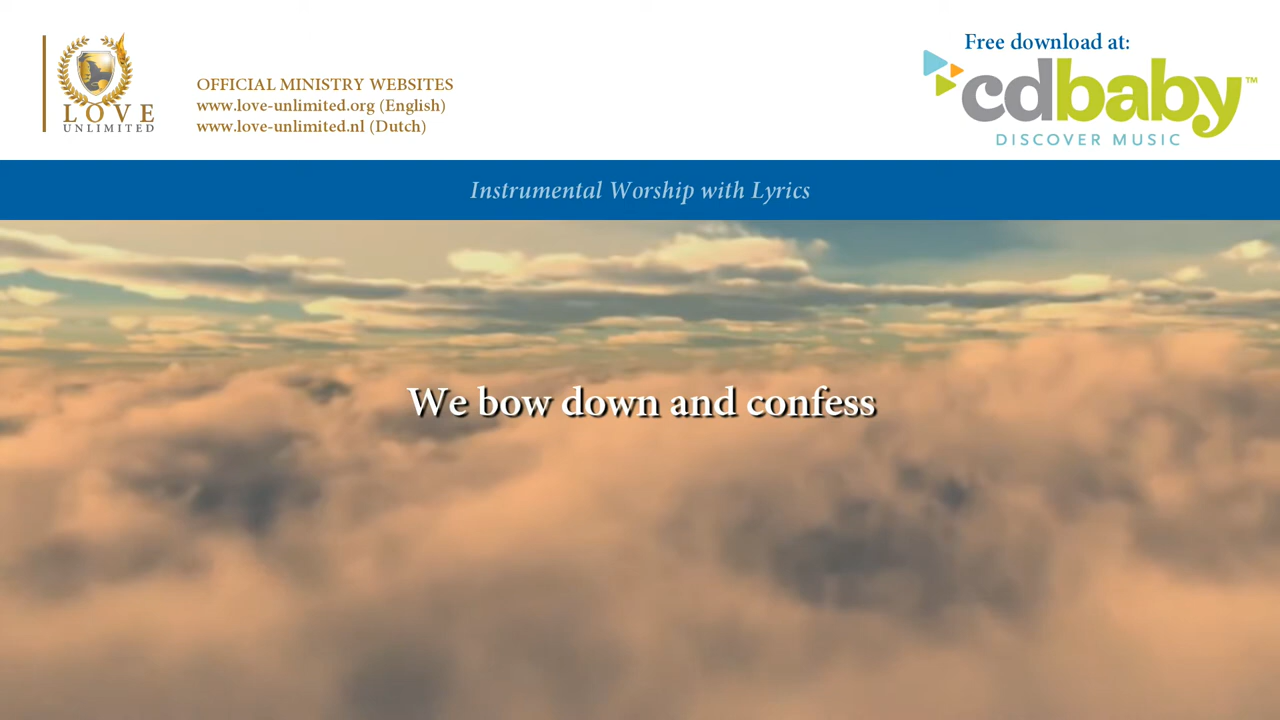 LOVE
UNLIMITED
OFFICIAL MINISTRY WEBSITES
www.love-unlimited.org (English)
www.love-unlimited.nl (Dutch)
Free download at:
cdbaby™
DISCOVER MUSIC
Instrumental Worship with Lyrics
We bow down and confess